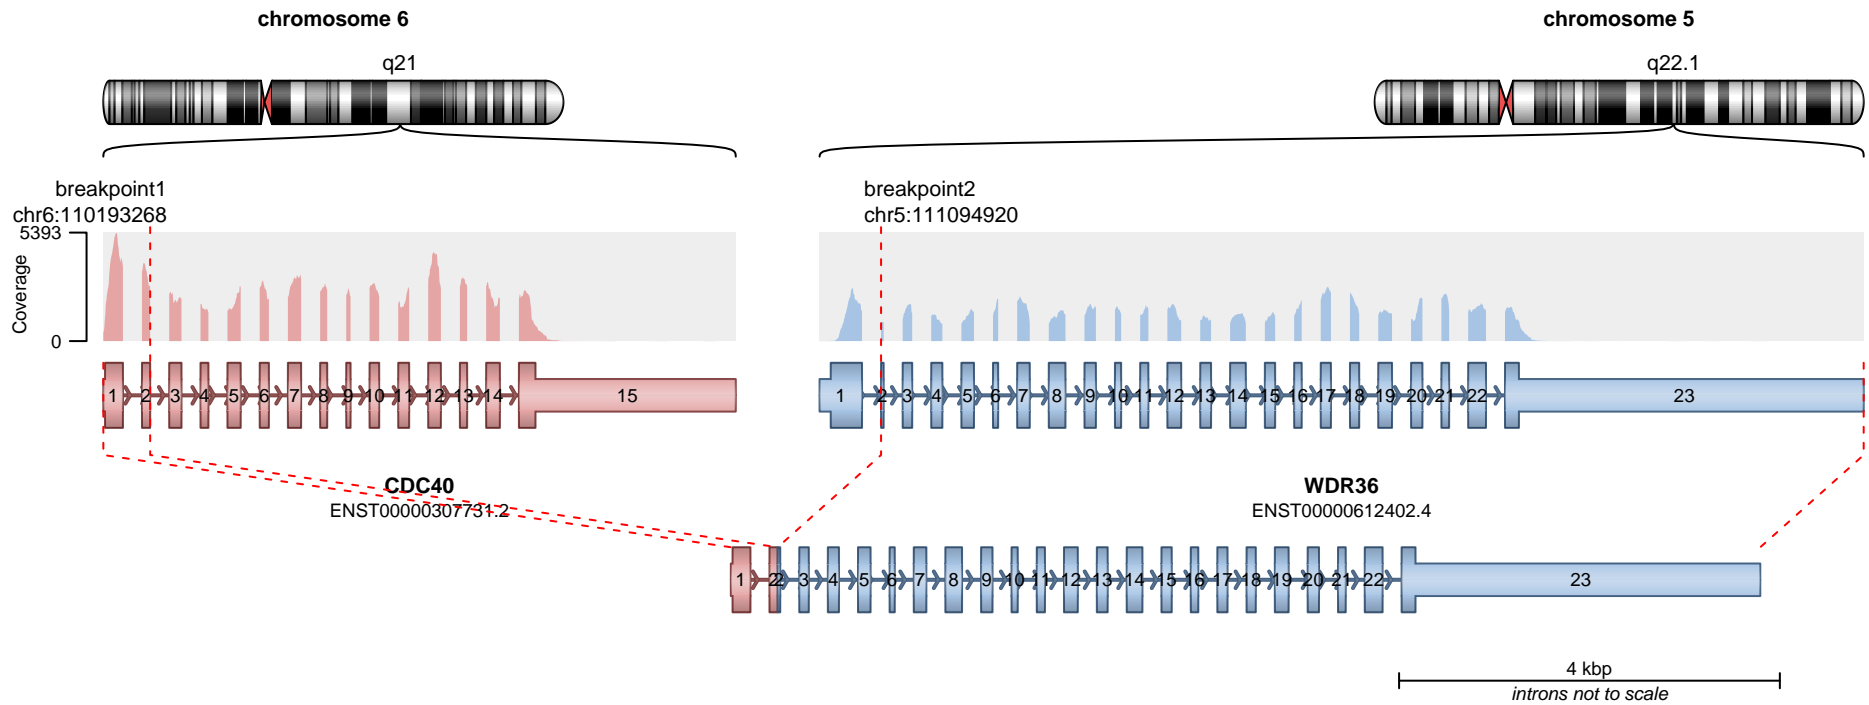 chromosome 6
chromosome 5
q21
q22.1
breakpoint1
chr6:110193268
breakpoint2
chr5:111094920
5393
Coverage
0
1 2 3 4 5 6 7 8 9 10 11 12 13 14 15
1 2 3 4 5 6 7 8 9 10 11 12 13 14 15 16 17 18 19 20 21 22 23
CDC40
ENST00000307731.2
WDR36
ENST00000612402.4
1 2 2 3 4 5 6 7 8 9 10 11 12 13 14 15 16 17 18 19 20 21 22 23
4 kbp
introns not to scale